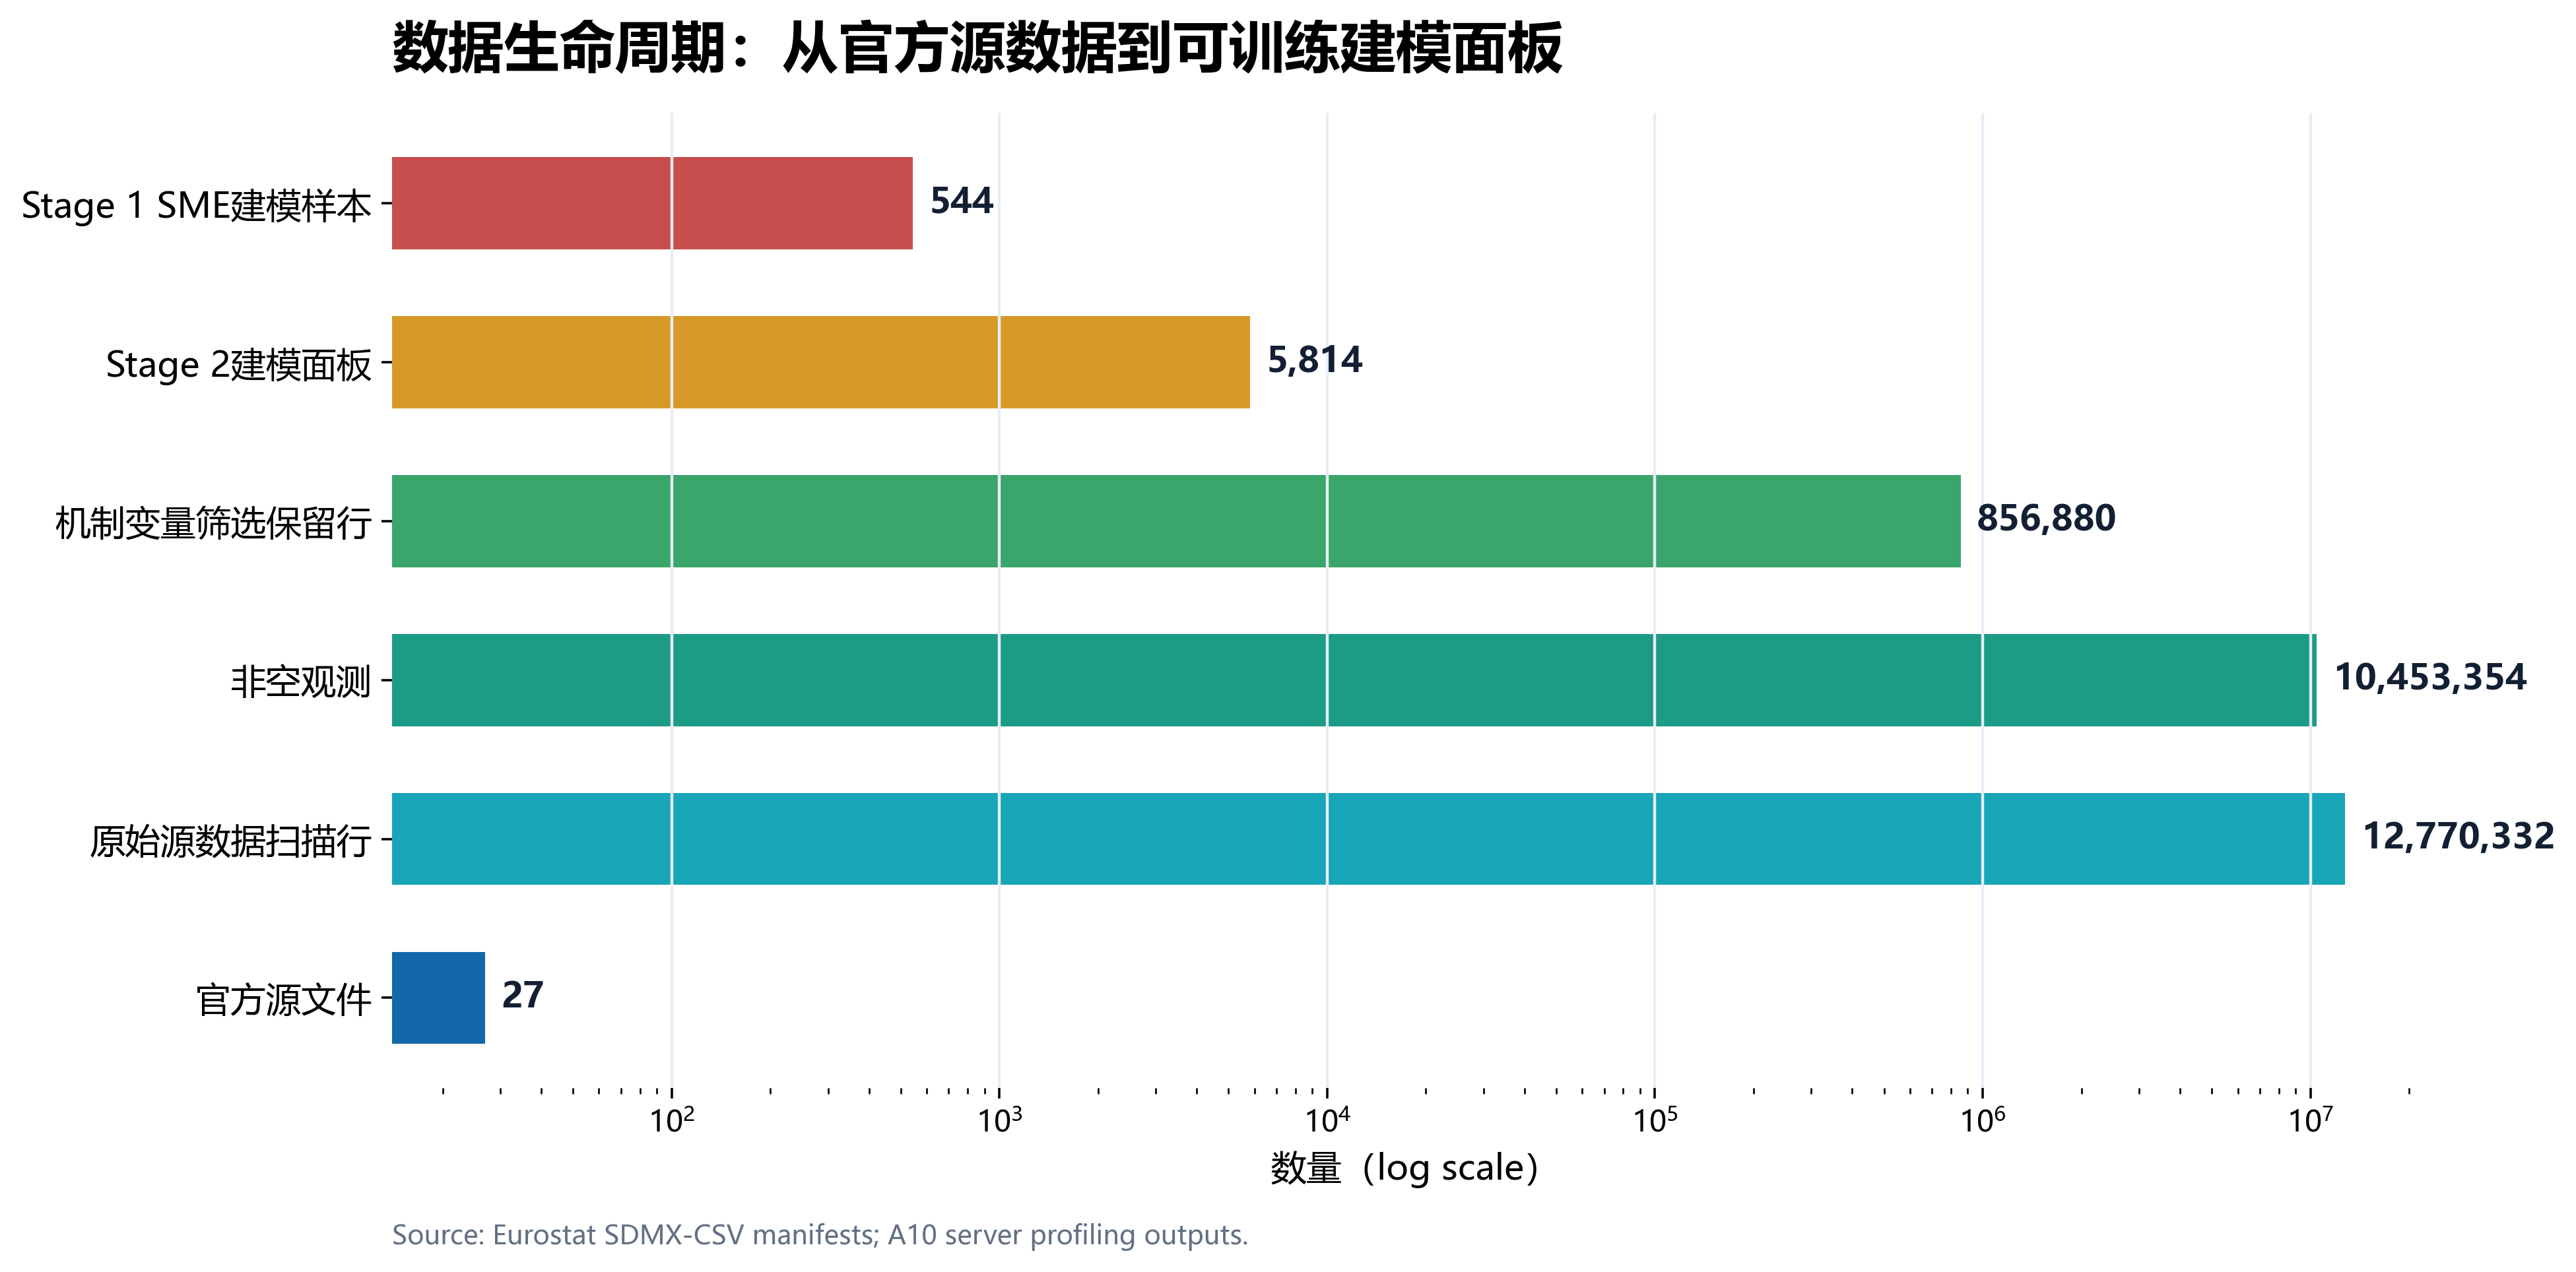 数据生命周期：从官方源数据到可训练建模面板
Stage 1 SME建模样本
544
Stage 2建模面板
5,814
机制变量筛选保留行
856,880
非空观测
10,453,354
原始源数据扫描行
12,770,332
官方源文件
27
10² 10³ 10⁴ 10⁵ 10⁶ 10⁷
数量（log scale）
Source: Eurostat SDMX-CSV manifests; A10 server profiling outputs.